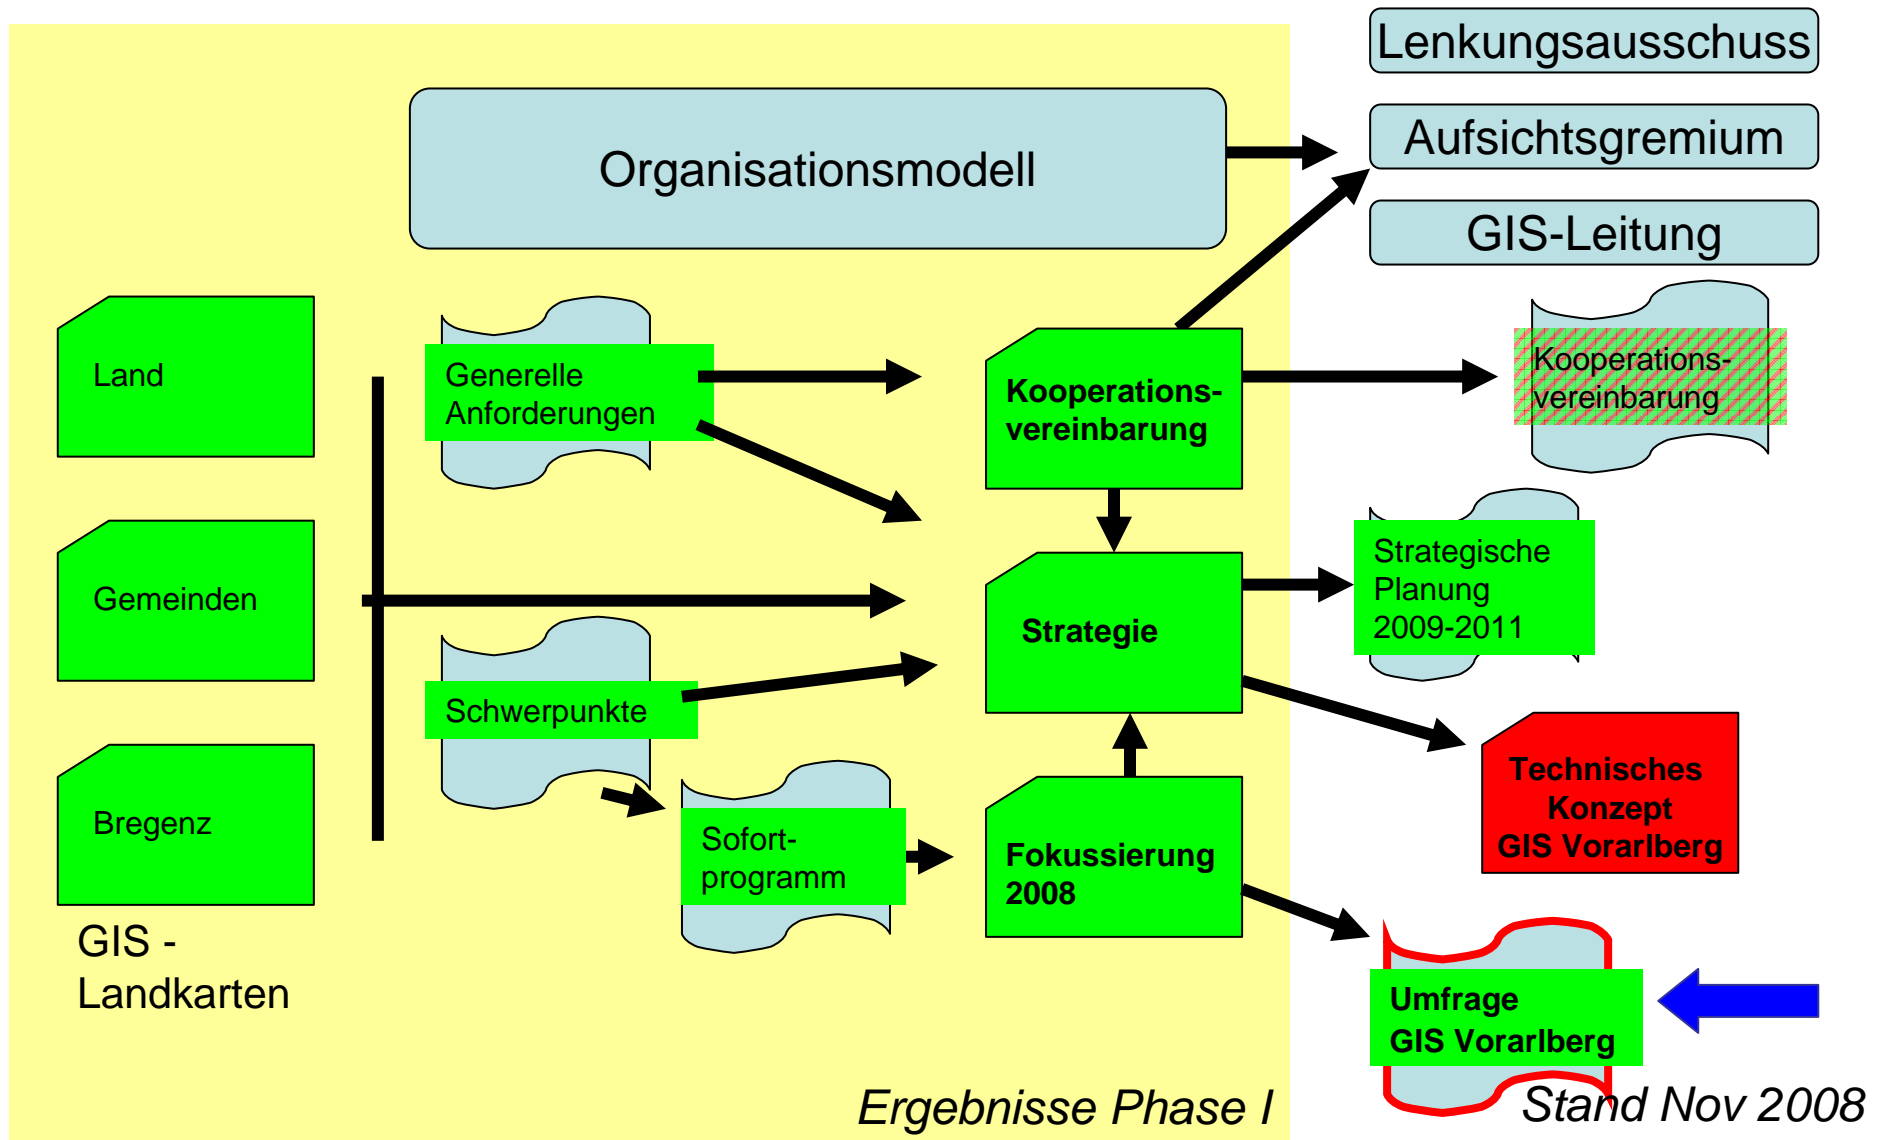 Lenkungsausschuss
Aufsichtsgremium
GIS-Leitung
Organisationsmodell
Land
Gemeinden
Bregenz
GIS -
Landkarten
Generelle
Anforderungen
Schwerpunkte
Sofort-
programm
Kooperations-
vereinbarung
Strategie
Fokussierung
2008
Kooperations-
vereinbarung
Strategische
Planung
2009-2011
Technisches
Konzept
GIS Vorarlberg
Umfrage
GIS Vorarlberg
Ergebnisse Phase I
Stand Nov 2008